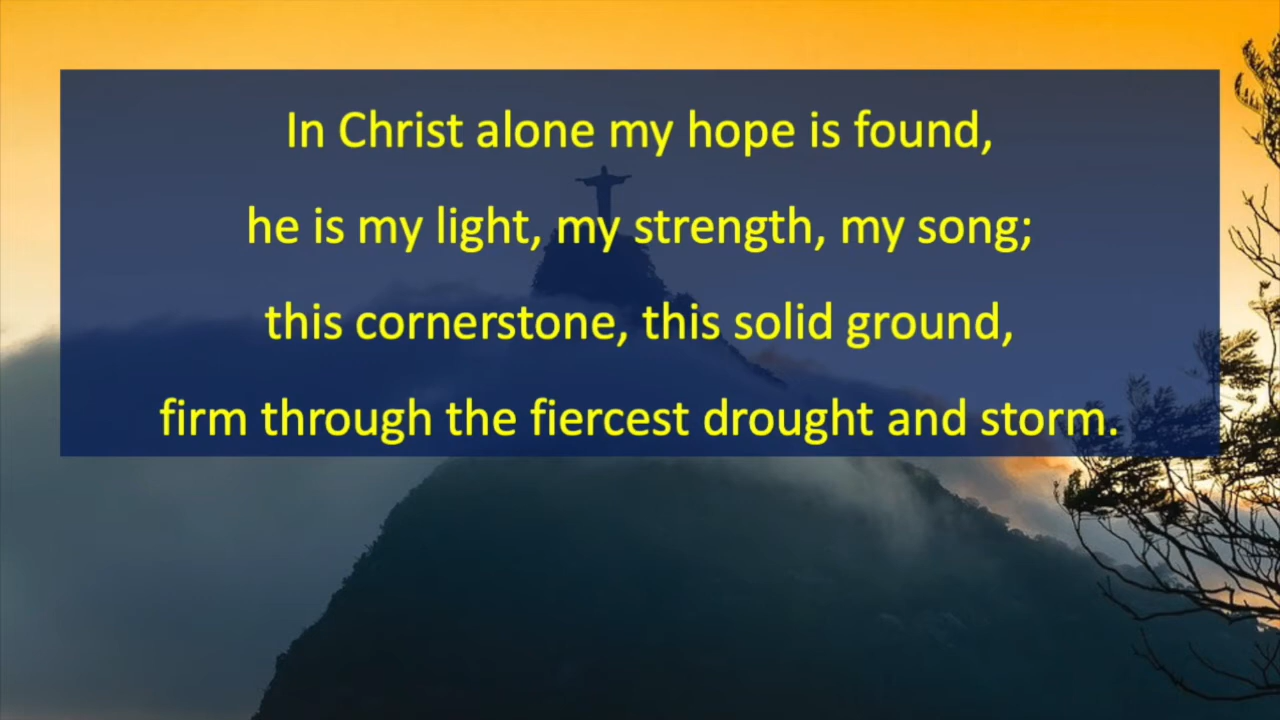 In Christ alone my hope is found,
he is my light, my strength, my song;
this cornerstone, this solid ground,
firm through the fiercest drought and storm.